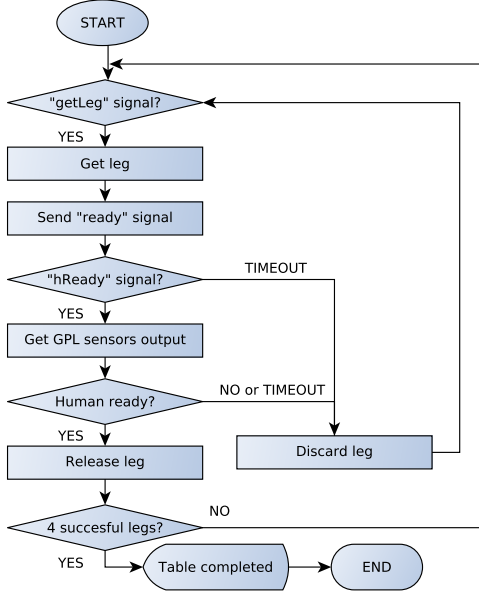 START
"getLeg" signal?
YES
Get leg
Send "ready" signal
"hReady" signal?
TIMEOUT
YES
Get GPL sensors output
Human ready?
NO or TIMEOUT
YES
Release leg
Discard leg
4 succesful legs?
NO
YES
Table completed
END